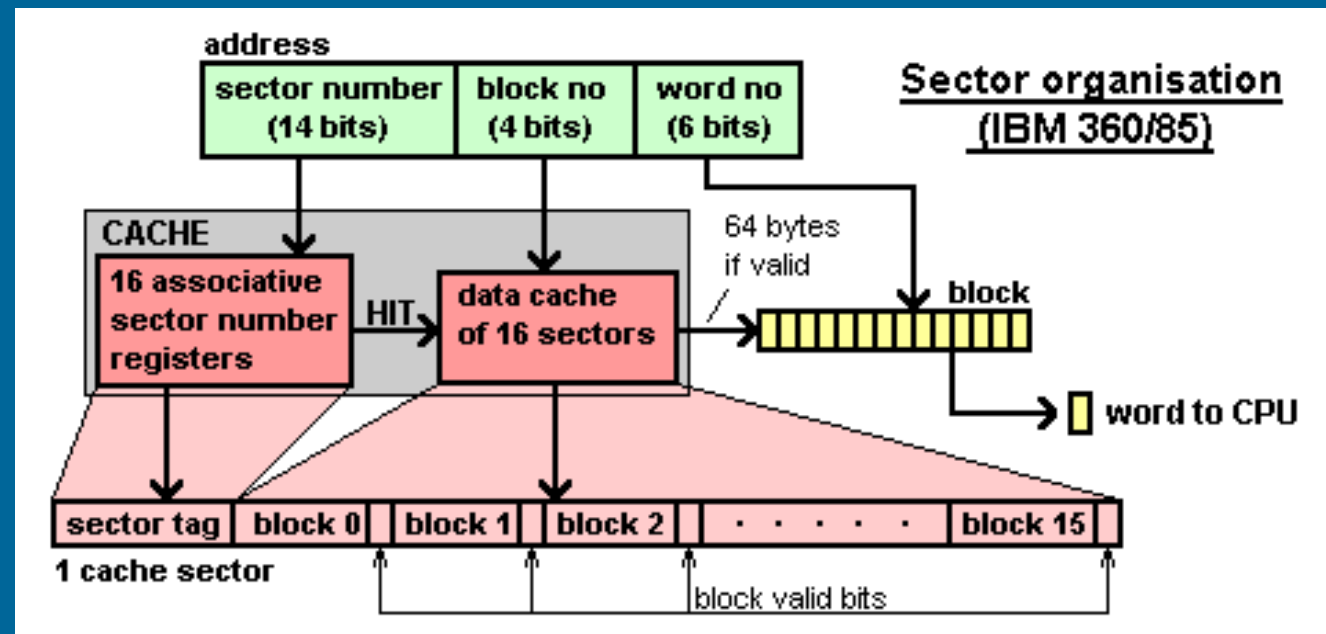 address
sector number
(14 bits)
block no
(4 bits)
word no
(6 bits)
Sector organisation
(IBM 360/85)
CACHE
16 associative
sector number
registers
HIT
data cache
of 16 sectors
64 bytes
if valid
block
word to CPU
sector tag
block 0
block 1
block 2
. . . . .
block 15
1 cache sector
block valid bits